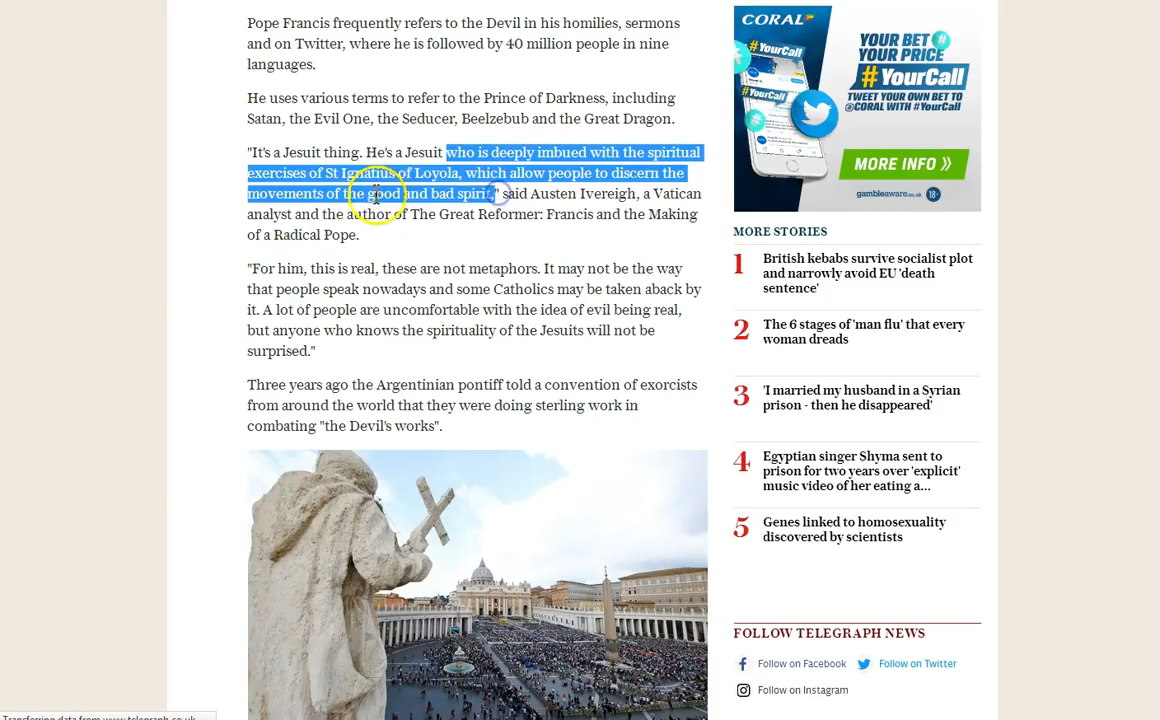 Pope Francis frequently refers to the Devil in his homilies, sermons
and on Twitter, where he is followed by 40 million people in nine
languages.
He uses various terms to refer to the Prince of Darkness, including
Satan, the Evil One, the Seducer, Beelzebub and the Great Dragon.
"It's a Jesuit thing. He's a Jesuit who is deeply imbued with the spiritual
exercises of St Ignatius of Loyola, which allow people to discern the
movements of the good and bad spirit," said Austen Ivereigh, a Vatican
analyst and the author of The Great Reformer: Francis and the Making
of a Radical Pope.
"For him, this is real, these are not metaphors. It may not be the way
that people speak nowadays and some Catholics may be taken aback by
it. A lot of people are uncomfortable with the idea of evil being real,
but anyone who knows the spirituality of the Jesuits will not be
surprised."
Three years ago the Argentinian pontiff told a convention of exorcists
from around the world that they were doing sterling work in
combating "the Devil's works".
CORAL
#YourCall
#YourCall
YOUR BET
YOUR PRICE
#YourCall
TWEET YOUR OWN BET TO
@CORAL WITH #YourCall
MORE INFO »
gambleaware.co.uk 18+
MORE STORIES
1 British kebabs survive socialist plot
and narrowly avoid EU 'death
sentence'
2 The 6 stages of 'man flu' that every
woman dreads
3 'I married my husband in a Syrian
prison - then he disappeared'
4 Egyptian singer Shyma sent to
prison for two years over 'explicit'
music video of her eating a...
5 Genes linked to homosexuality
discovered by scientists
FOLLOW TELEGRAPH NEWS
Follow on Facebook Follow on Twitter
Follow on Instagram
Transferring data from www.telegraph.co.uk